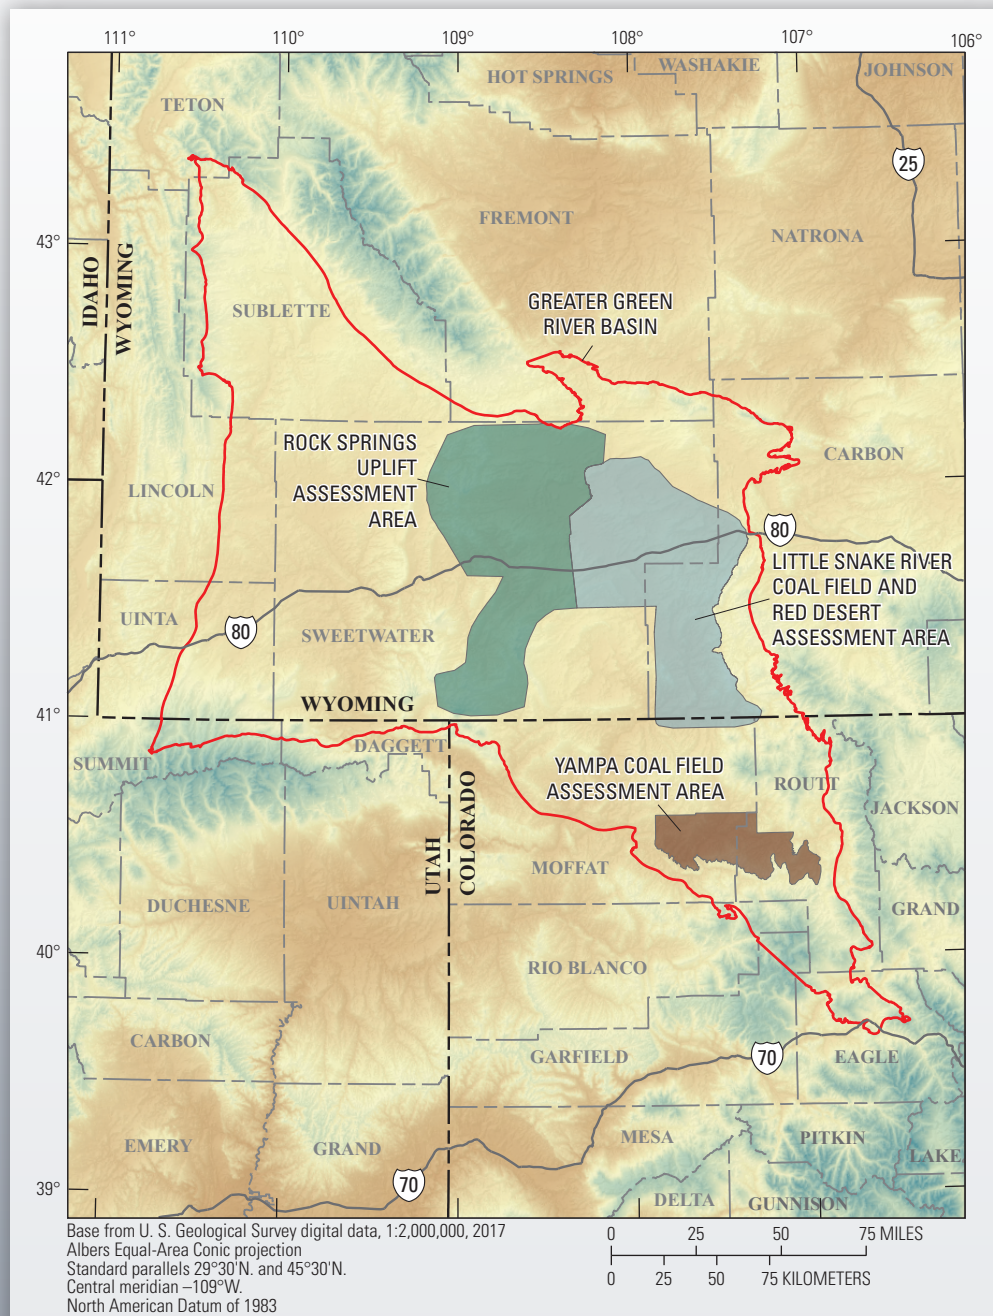 111°
110°
109°
108°
107°
106°
HOT SPRINGS
WASHAKIE
JOHNSON
TETON
25
FREMONT
NATRONA
43°
IDAHO
WYOMING
SUBLETTE
GREATER GREEN
RIVER BASIN
ROCK SPRINGS
UPLIFT
ASSESSMENT
AREA
CARBON
42°
LINCOLN
80
LITTLE SNAKE RIVER
COAL FIELD AND
RED DESERT
ASSESSMENT AREA
UINTA
80
SWEETWATER
41°
WYOMING
SUMMIT
DAGGETT
YAMPA COAL FIELD
ASSESSMENT AREA
ROUTT
JACKSON
UTAH
COLORADO
MOFFAT
DUCHESNE
UINTAH
GRAND
40°
RIO BLANCO
CARBON
GARFIELD
70
EAGLE
EMERY
GRAND
MESA
PITKIN
LAKE
39°
70
DELTA
GUNNISON
Base from U. S. Geological Survey digital data, 1:2,000,000, 2017
Albers Equal-Area Conic projection
Standard parallels 29°30'N. and 45°30'N.
Central meridian –109°W.
North American Datum of 1983
0 25 50 75 MILES
0 25 50 75 KILOMETERS